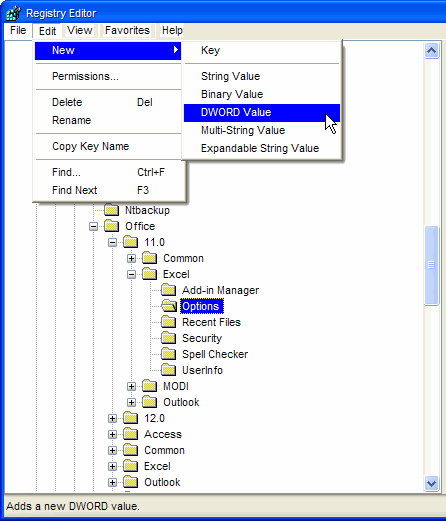 Registry Editor
File Edit View Favorites Help
New
Key
Permissions...
String Value
Binary Value
Delete Del
DWORD Value
Rename
Multi-String Value
Copy Key Name
Expandable String Value
Find... Ctrl+F
Find Next F3
Ntbackup
Office
11.0
Common
Excel
Add-in Manager
Options
Recent Files
Security
Spell Checker
UserInfo
MODI
Outlook
12.0
Access
Common
Excel
Outlook
Adds a new DWORD value.